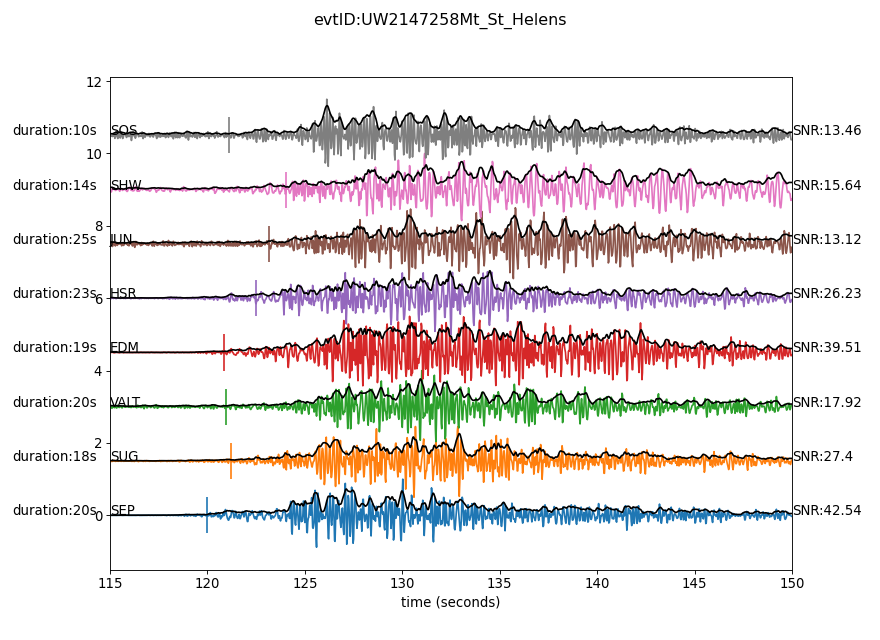 evtID:UW2147258Mt_St_Helens
12
duration:10s SOS SNR:13.46
10
duration:14s SHW SNR:15.64
8
duration:25s JUN SNR:13.12
duration:23s HSR SNR:26.23
6
duration:19s EDM SNR:39.51
4
duration:20s VALT SNR:17.92
2
duration:18s SUG SNR:27.4
duration:20s SEP SNR:42.54
0
115 120 125 130 135 140 145 150
time (seconds)